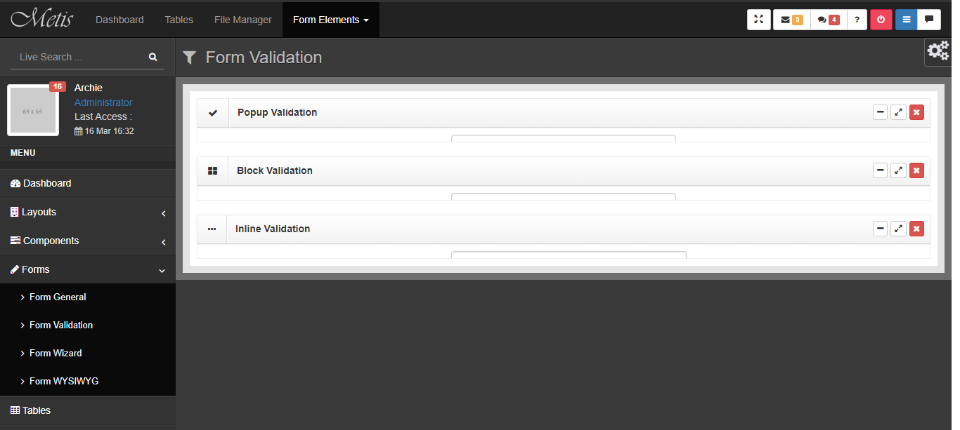 Metis Dashboard Tables File Manager Form Elements 5 4 ?
Live Search ...
Form Validation
16
Archie
Administrator
Last Access :
16 Mar 16:32
MENU
Dashboard
Layouts
Components
Forms
Form General
Form Validation
Form Wizard
Form WYSIWYG
Tables
Popup Validation
Block Validation
Inline Validation